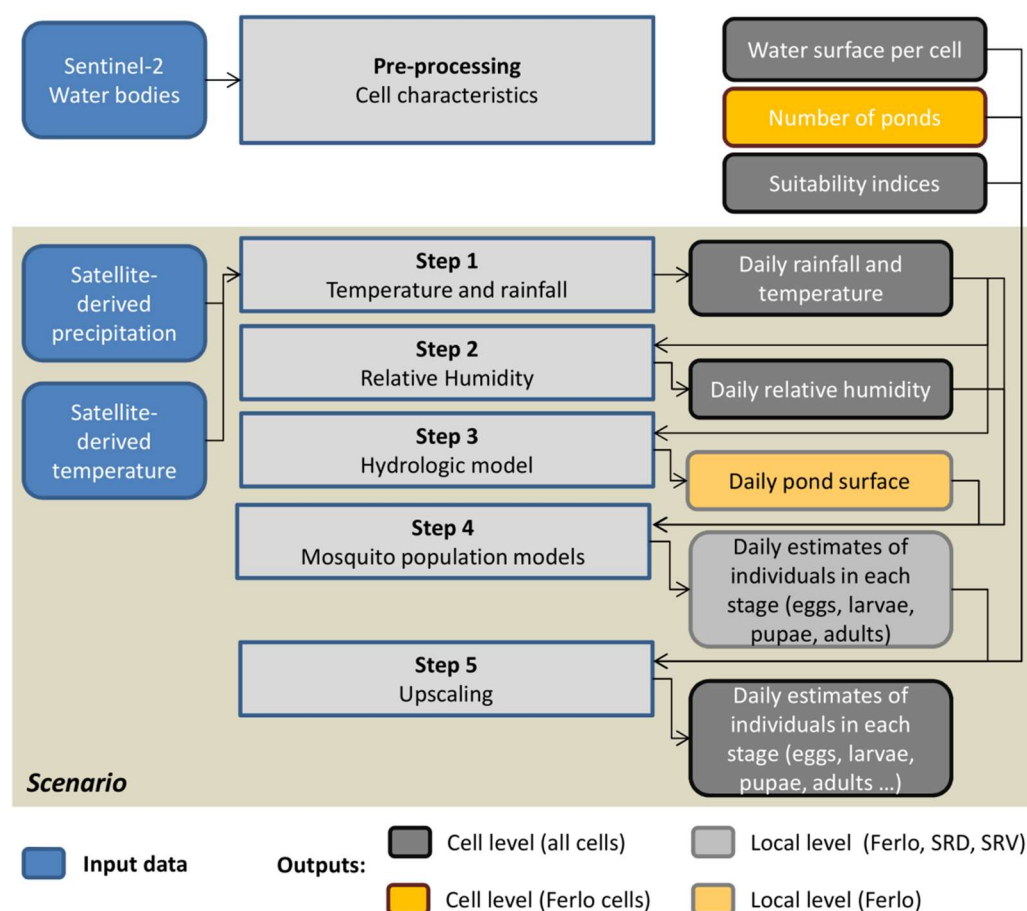 Sentinel-2
Water bodies
Pre-processing
Cell characteristics
Water surface per cell
Number of ponds
Suitability indices
Satellite-
derived
precipitation
Satellite-
derived
temperature
Step 1
Temperature and rainfall
Daily rainfall and
temperature
Step 2
Relative Humidity
Daily relative humidity
Step 3
Hydrologic model
Daily pond surface
Step 4
Mosquito population models
Daily estimates of
individuals in each
stage (eggs, larvae,
pupae, adults)
Step 5
Upscaling
Daily estimates of
individuals in each
stage (eggs, larvae,
pupae, adults ...)
Scenario
Input data
Outputs:
Cell level (all cells)
Cell level (Ferlo cells)
Local level (Ferlo, SRD, SRV)
Local level (Ferlo)